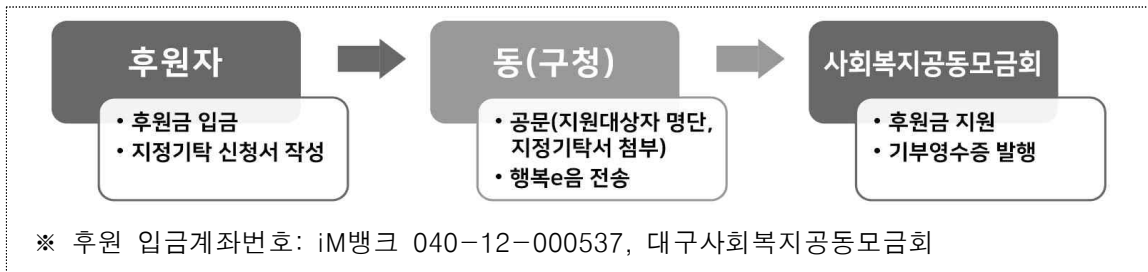 후원자
• 후원금 입금
• 지정기탁 신청서 작성
동(구청)
• 공문(지원대상자 명단,
지정기탁서 첨부)
• 행복e음 전송
사회복지공동모금회
• 후원금 지원
• 기부영수증 발행
※ 후원 입금계좌번호: iM뱅크 040-12-000537, 대구사회복지공동모금회